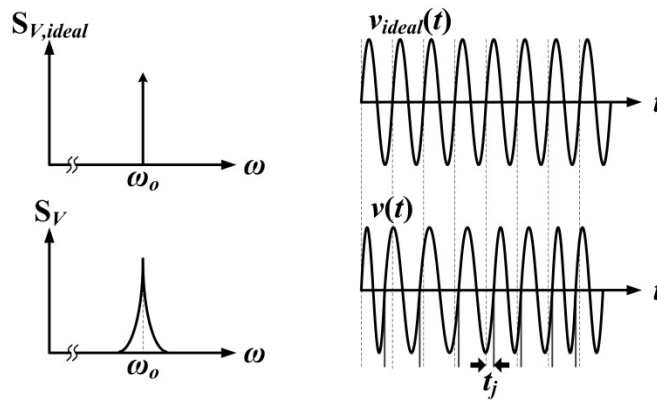 S_V,ideal
ω_o
ω
v_ideal(t)
t
S_V
ω_o
ω
v(t)
t
t_j